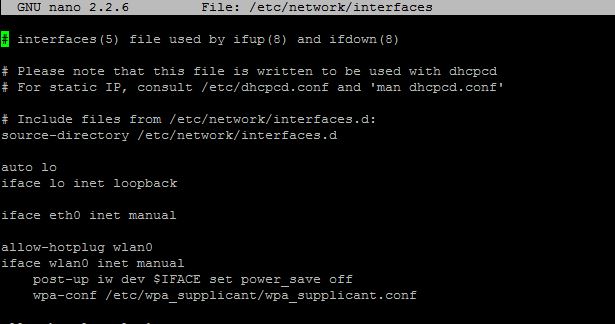 GNU nano 2.2.6 File: /etc/network/interfaces
# interfaces(5) file used by ifup(8) and ifdown(8)
# Please note that this file is written to be used with dhcpcd
# For static IP, consult /etc/dhcpcd.conf and 'man dhcpcd.conf'
# Include files from /etc/network/interfaces.d:
source-directory /etc/network/interfaces.d
auto lo
iface lo inet loopback
iface eth0 inet manual
allow-hotplug wlan0
iface wlan0 inet manual
post-up iw dev $IFACE set power_save off
wpa-conf /etc/wpa_supplicant/wpa_supplicant.conf